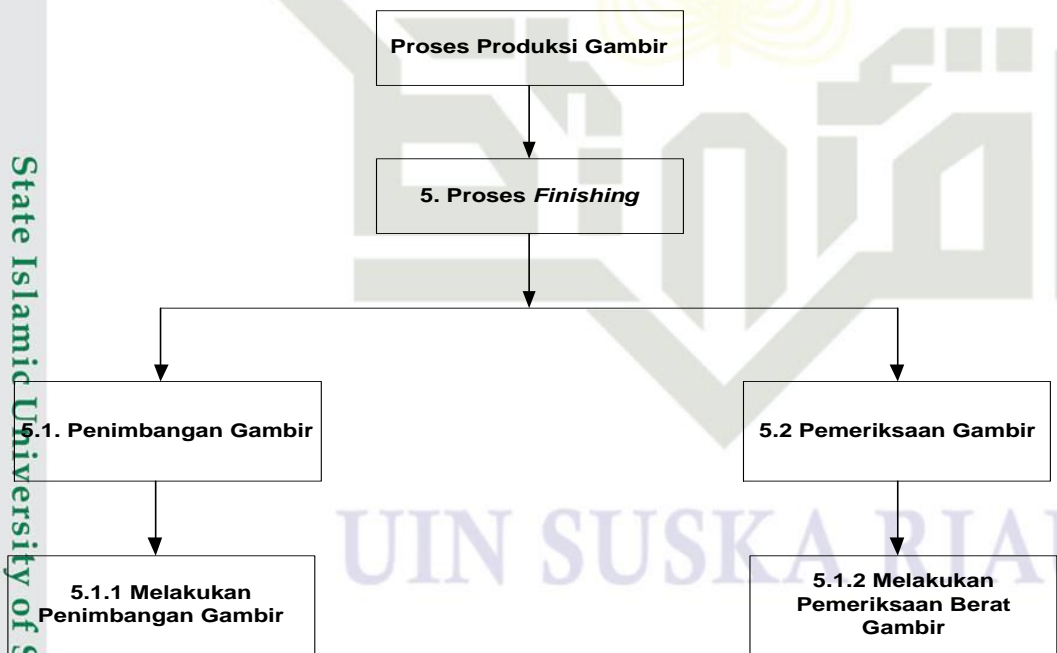 Proses Produksi Gambir
5. Proses Finishing
5.1. Penimbangan Gambir
5.2 Pemeriksaan Gambir
5.1.1 Melakukan
Penimbangan Gambir
5.1.2 Melakukan
Pemeriksaan Berat
Gambir
State Islamic University of S
UIN SUSKA RIAU